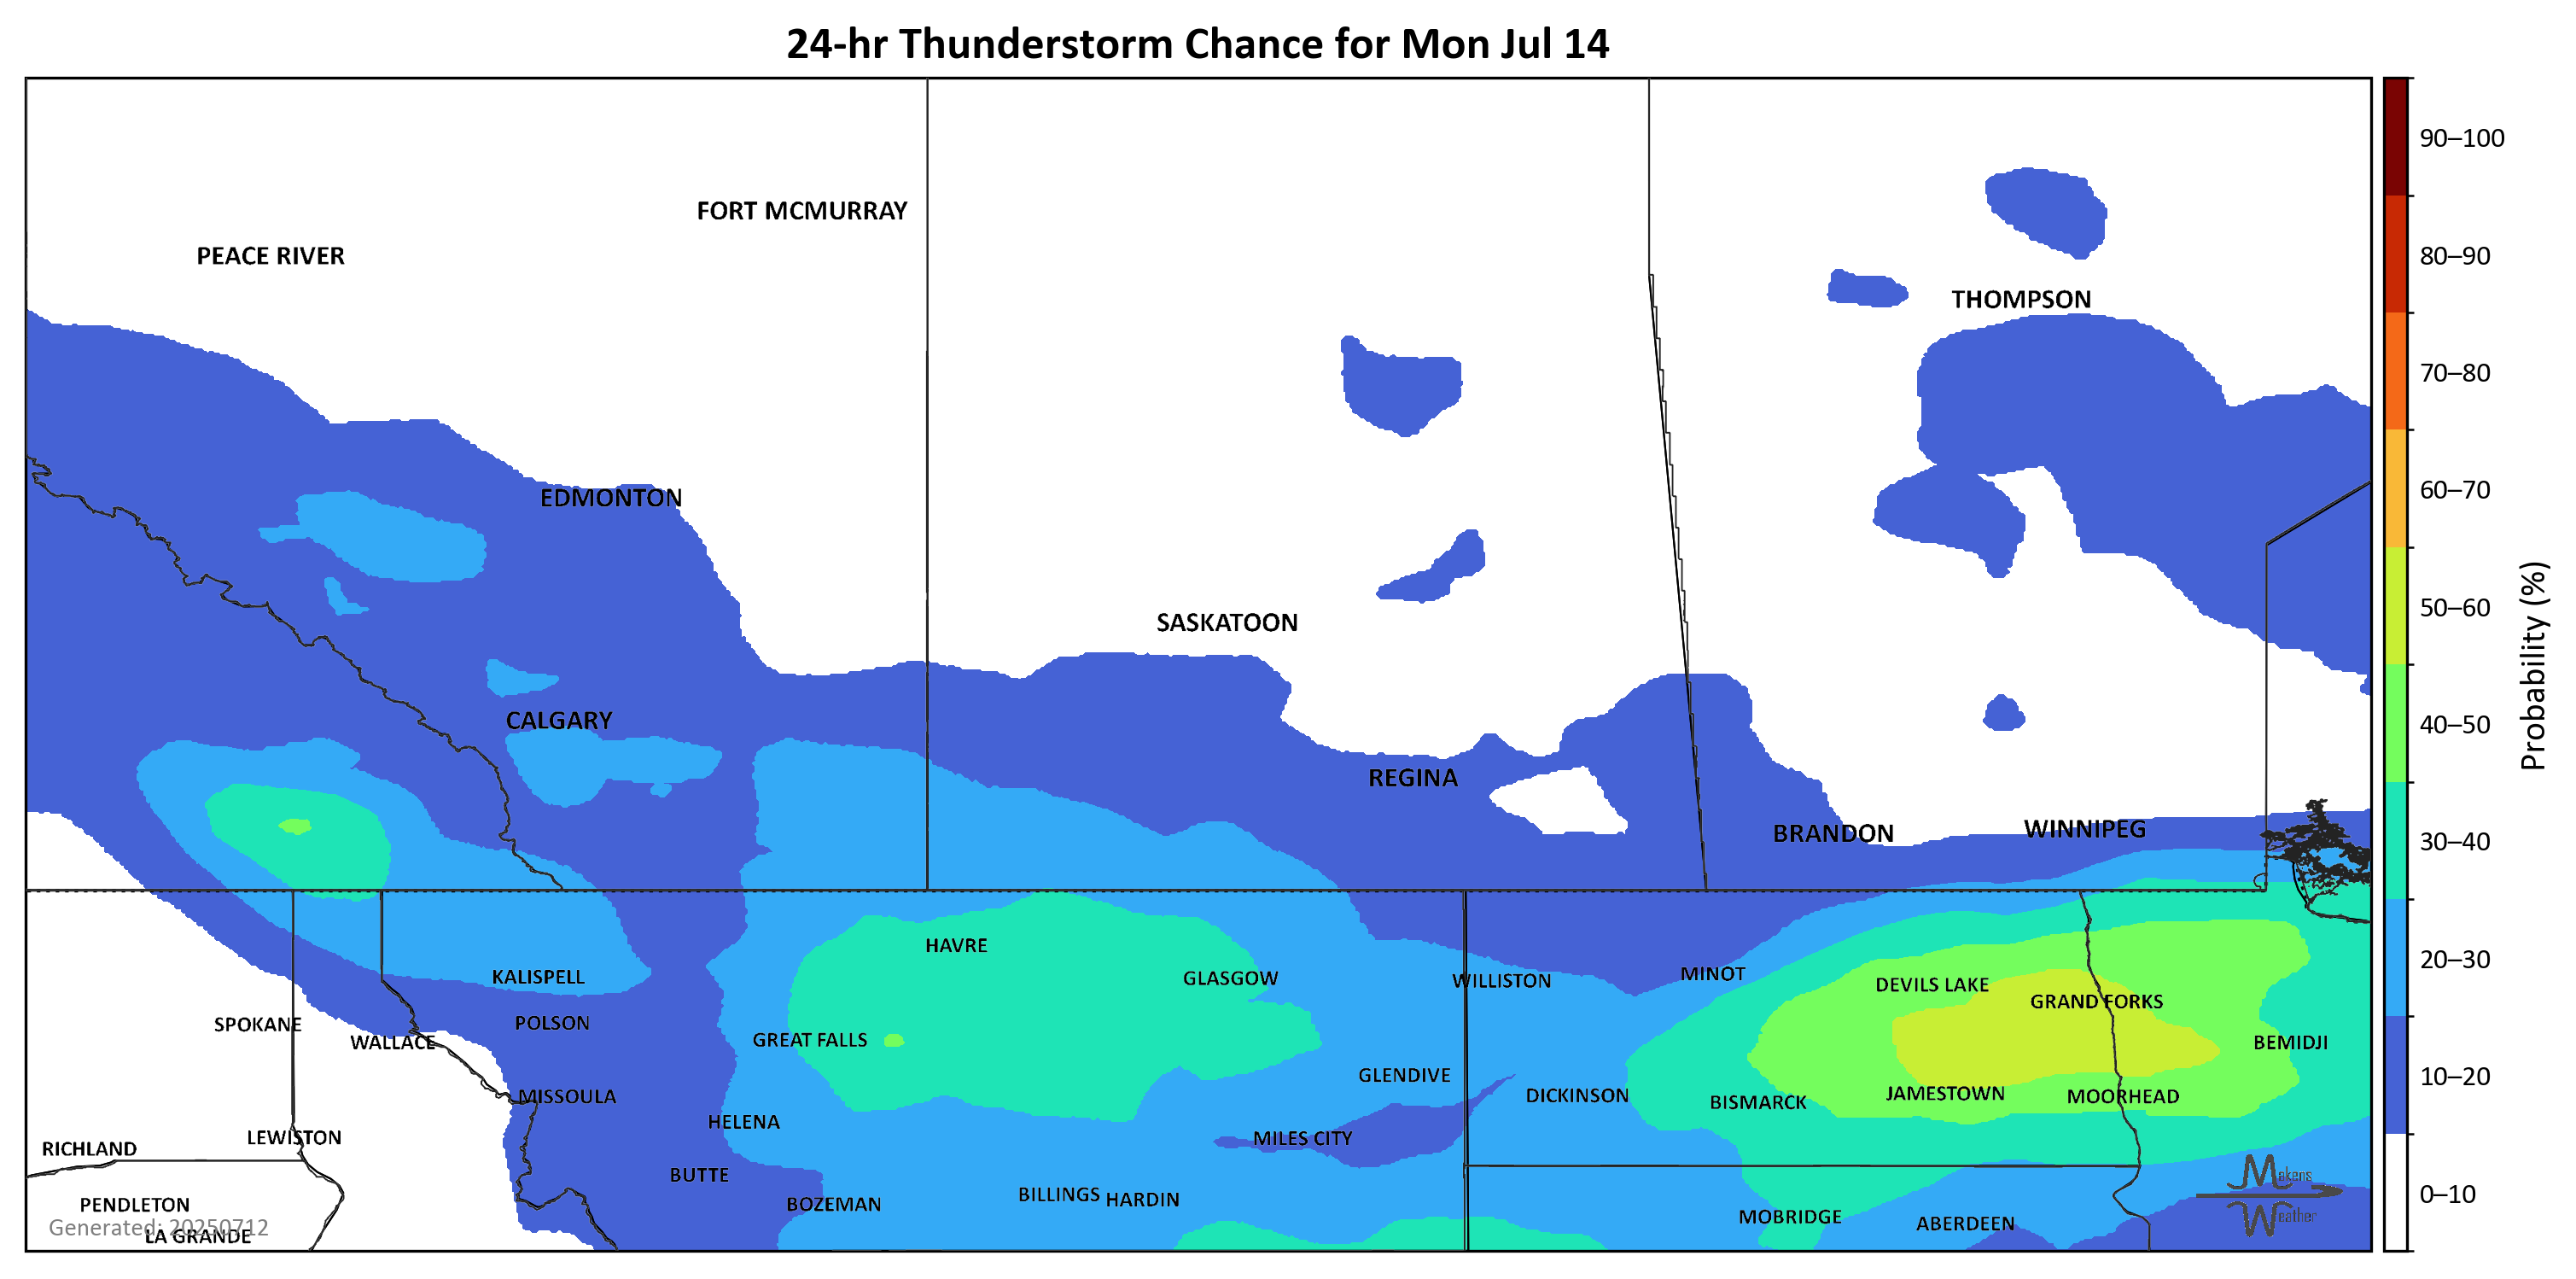 24-hr Thunderstorm Chance for Mon Jul 14
FORT MCMURRAY
PEACE RIVER
THOMPSON
EDMONTON
SASKATOON
CALGARY
REGINA
BRANDON
WINNIPEG
HAVRE
KALISPELL
GLASGOW
WILLISTON
MINOT
DEVILS LAKE
GRAND FORKS
SPOKANE
POLSON
WALLACE
GREAT FALLS
BEMIDJI
GLENDIVE
MISSOULA
DICKINSON
BISMARCK
JAMESTOWN
MOORHEAD
HELENA
LEWISTON
MILES CITY
RICHLAND
BUTTE
BILLINGS
HARDIN
PENDLETON
BOZEMAN
MOBRIDGE
ABERDEEN
Generated: 20250712
LA GRANDE
Makens
Weather
90–100
80–90
70–80
60–70
50–60
40–50
30–40
20–30
10–20
0–10
Probability (%)